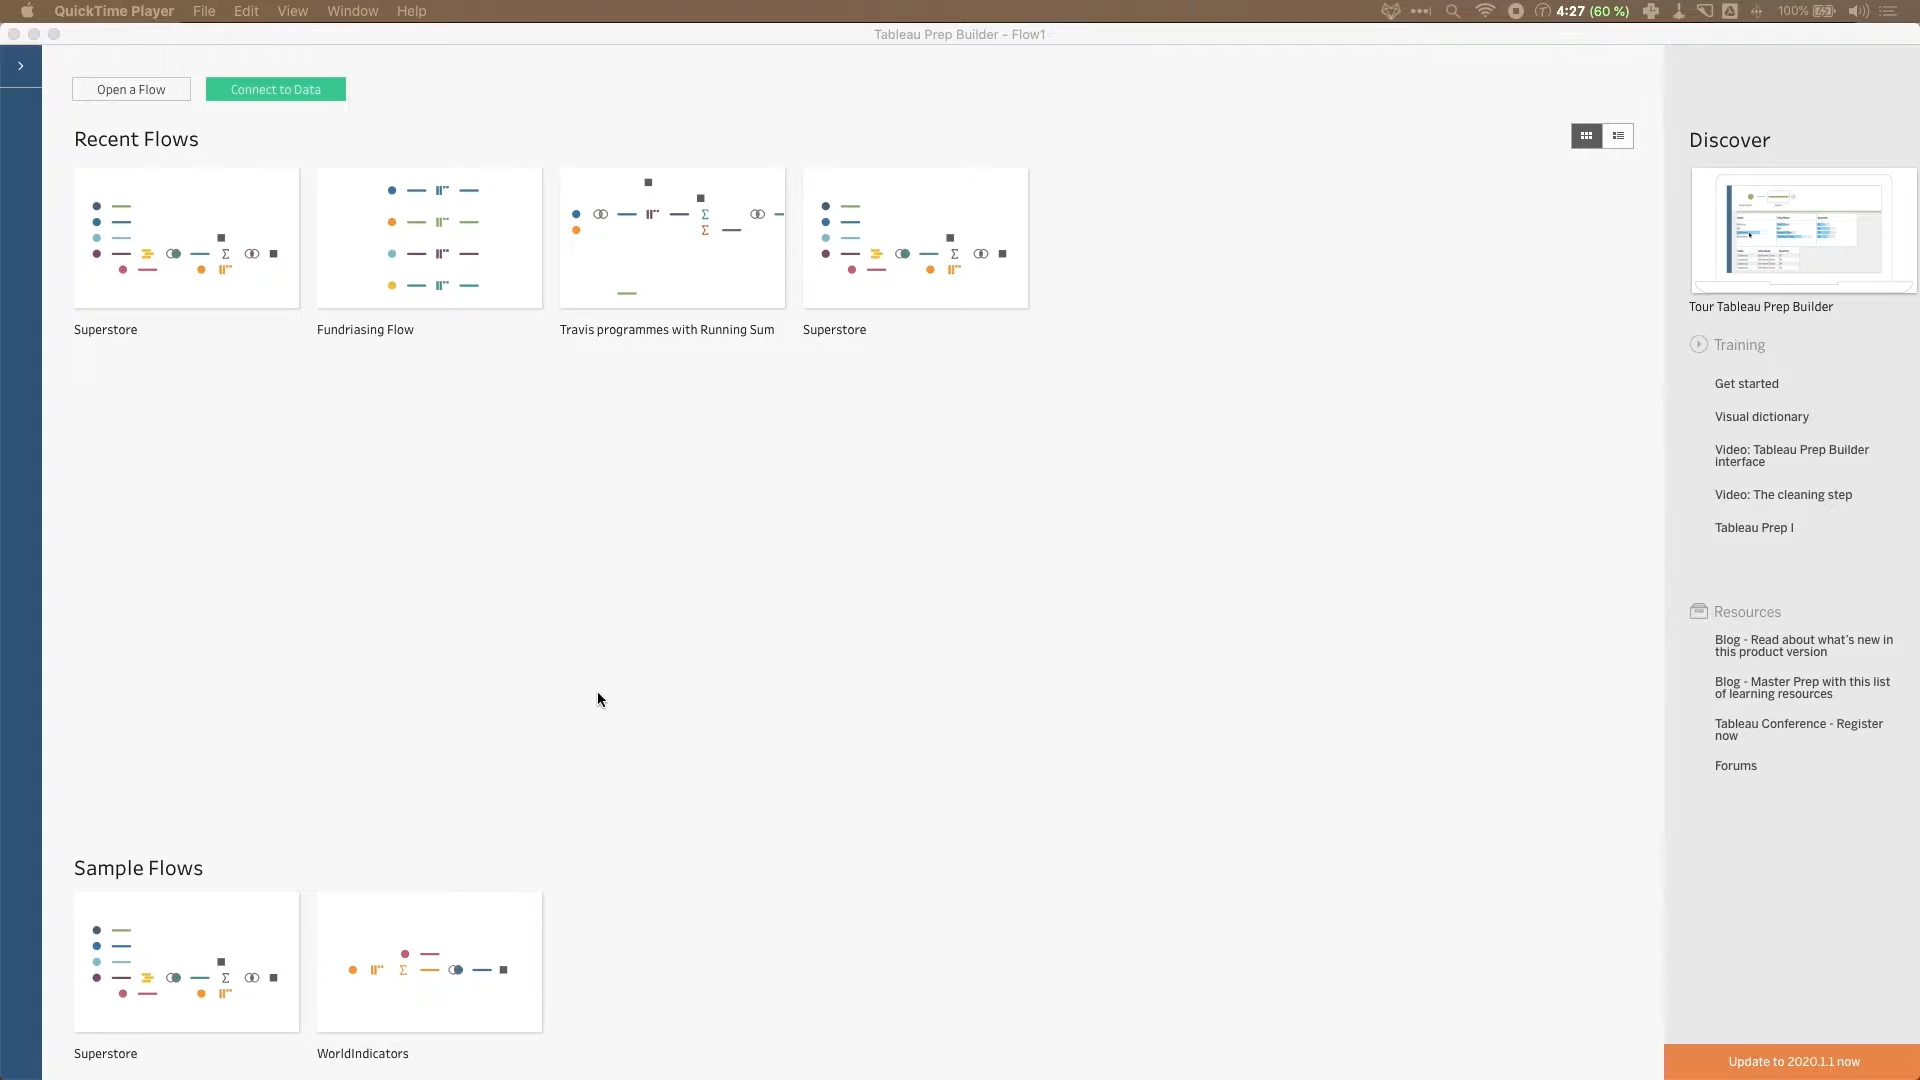 QuickTime Player File Edit View Window Help
4:27 (60 %) 100%
Tableau Prep Builder - Flow1
Open a Flow
Connect to Data
Recent Flows
Superstore
Fundriasing Flow
Travis programmes with Running Sum
Superstore
Sample Flows
Superstore
WorldIndicators
Discover
Tour Tableau Prep Builder
Training
Get started
Visual dictionary
Video: Tableau Prep Builder
interface
Video: The cleaning step
Tableau Prep I
Resources
Blog - Read about what's new in
this product version
Blog - Master Prep with this list
of learning resources
Tableau Conference - Register
now
Forums
Update to 2020.1.1 now